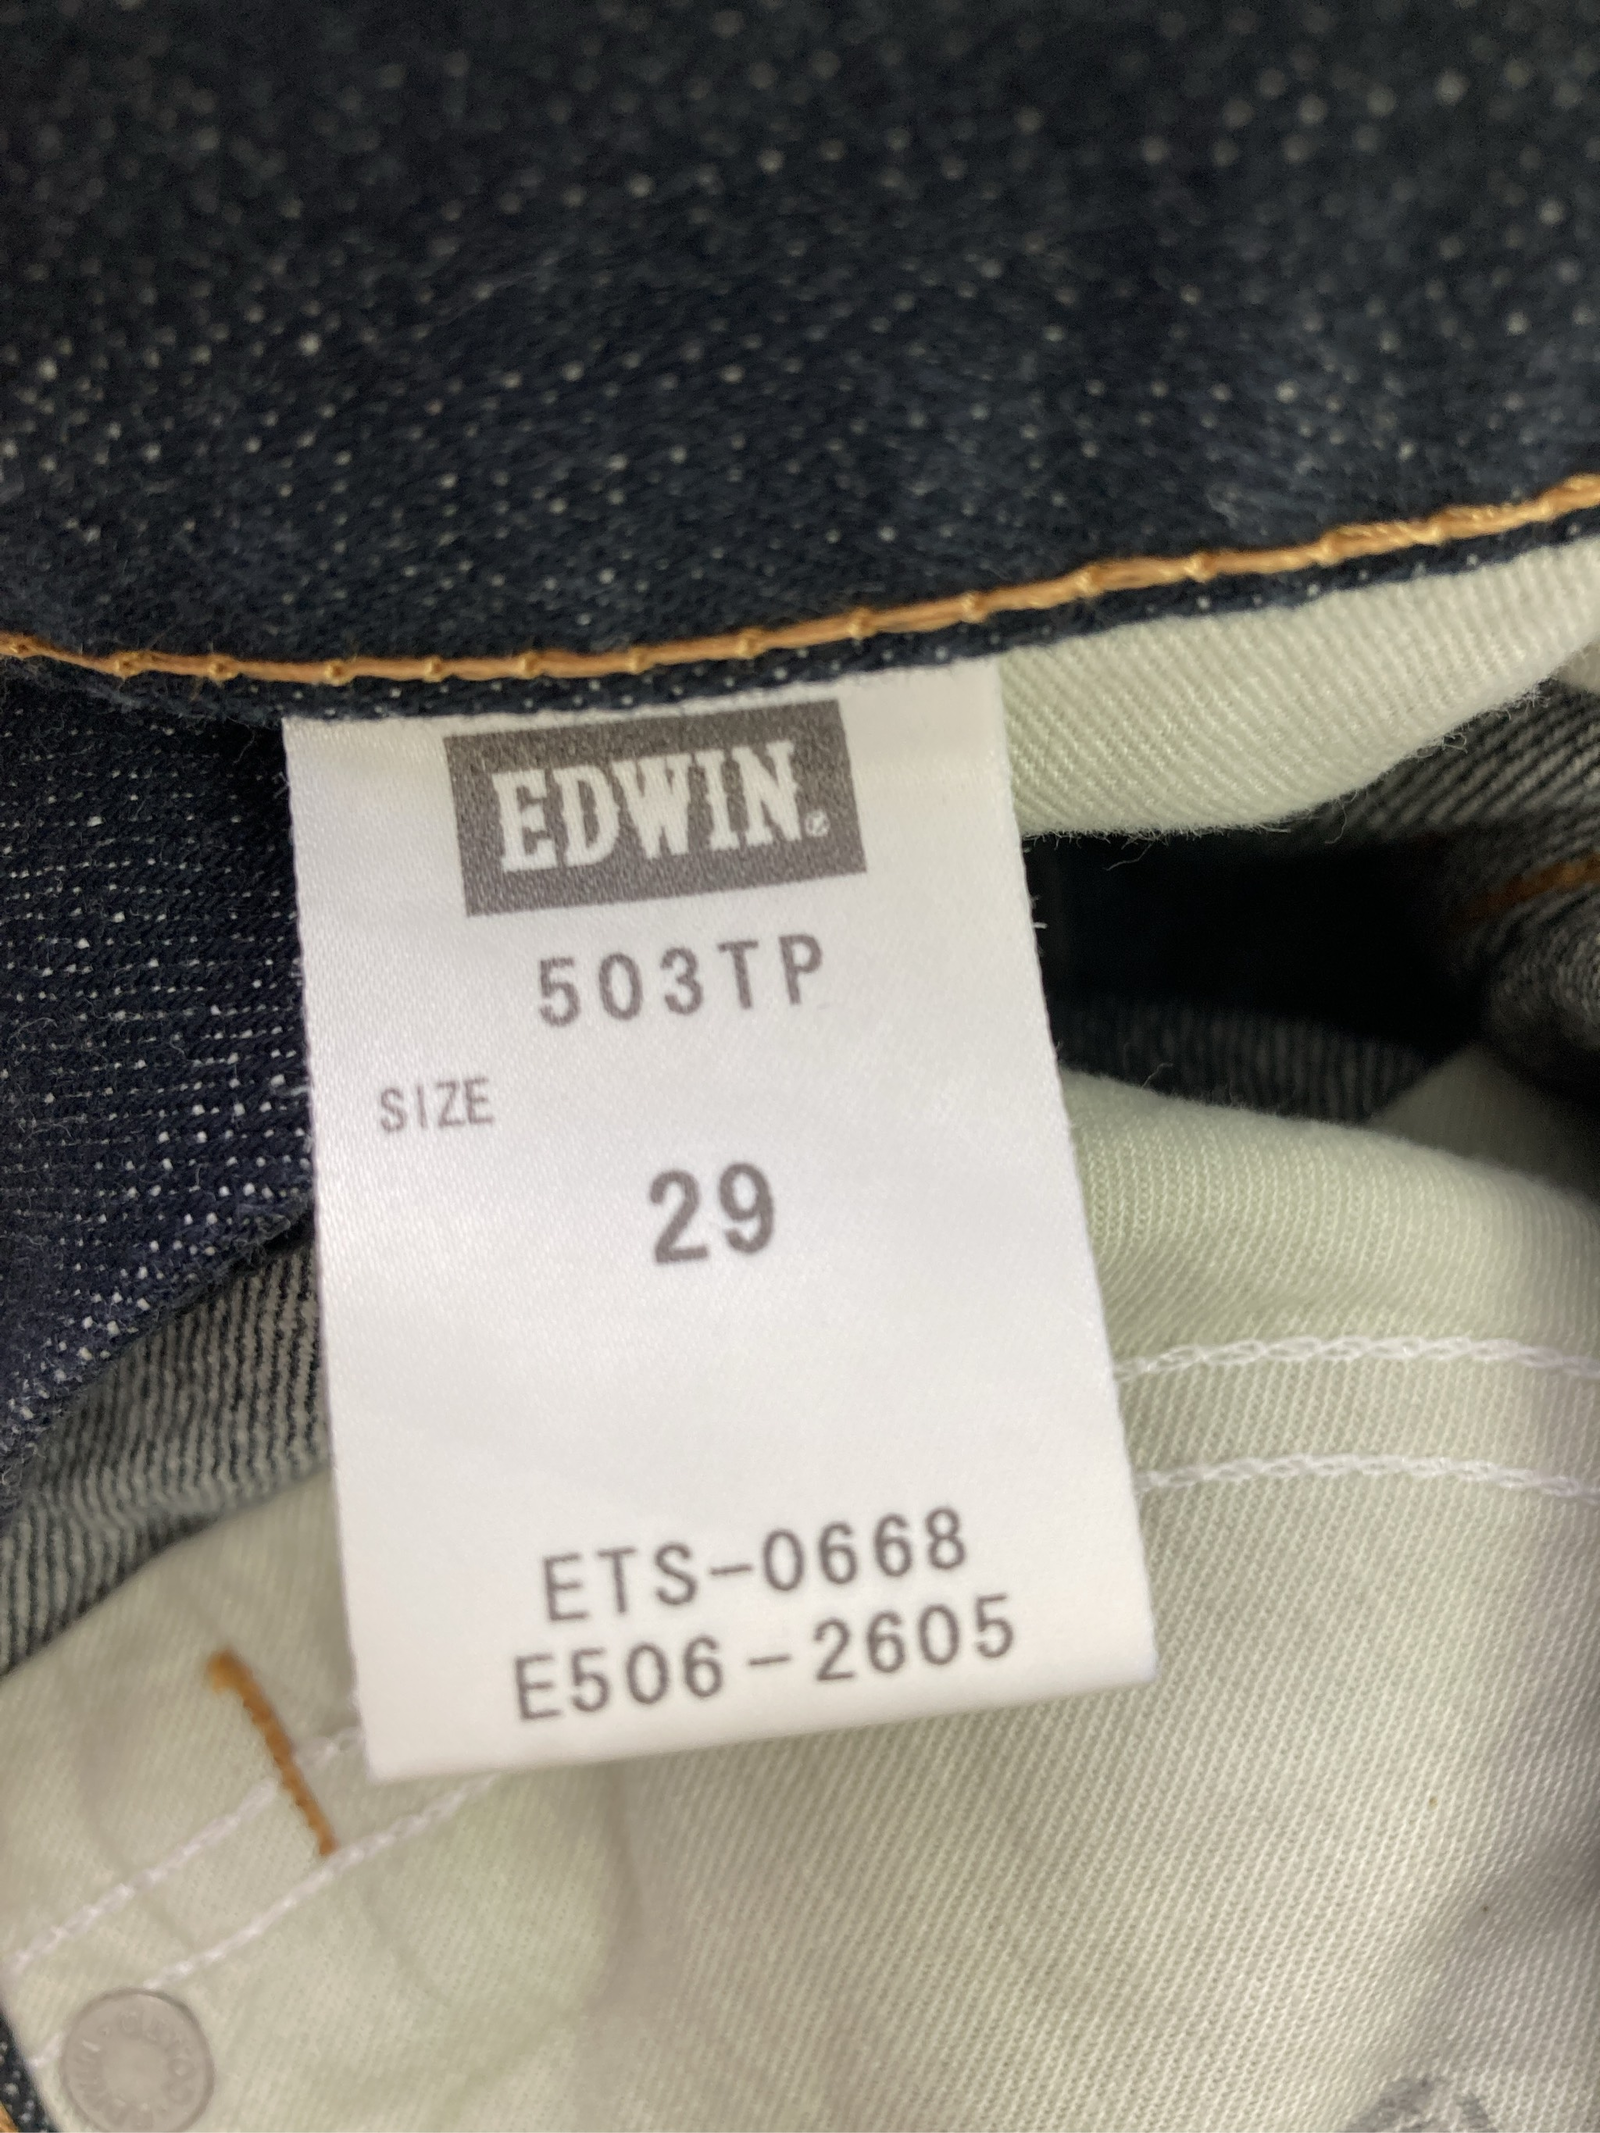 EDWIN®
503TP
SIZE
29
ETS-0668
E506-2605